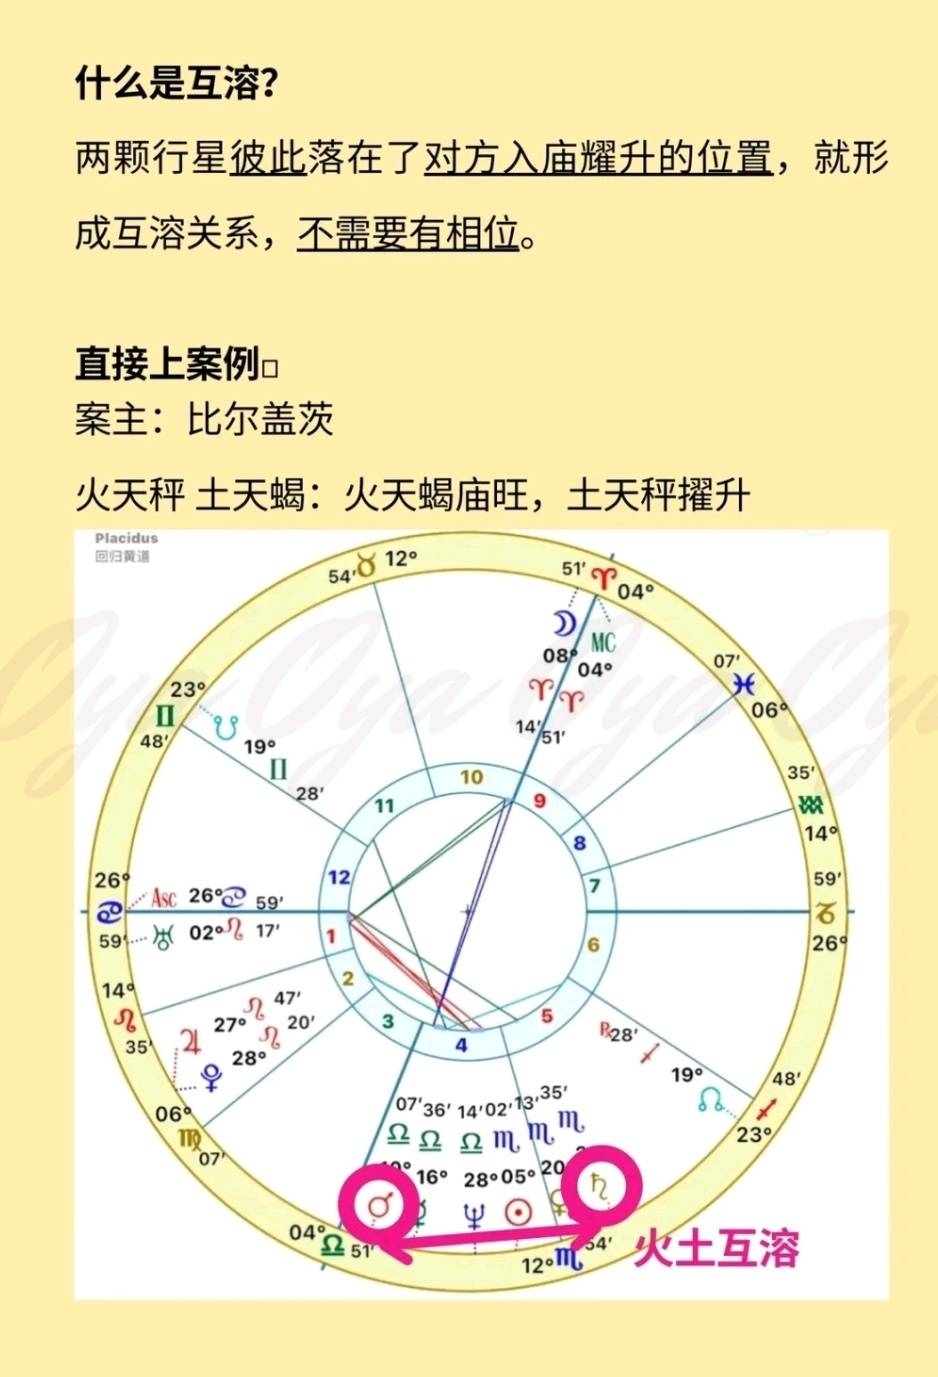 什么是互溶？
两颗行星彼此落在了对方入庙耀升的位置，就形
成互溶关系，不需要有相位。
直接上案例□
案主：比尔盖茨
火天秤 土天蝎：火天蝎庙旺，土天秤擢升
Placidus
回归黄道
54′ ♉ 12°
51′ ♈ 04°
☽ MC
08° 04°
♈ ♈
14′ 51′
07′ ♓ 06°
23° ♊ 48′
☋ 19° ♊ 28′
35′ ♒ 14°
10
11 9
8
12 7
1 6
2
3 5
4
26° ♋ 59′
Asc 26° ♋ 59′
♅ 02° ♌ 17′
59′ ♑ 26°
14° ♌ 35′
♃ 27° ♌ 47′
♇ 28° ♌ 20′
℞ 28′ ♐ 19° ☊
48′ ♐ 23°
06° ♍ 07′
07′ 36′ 14′ 02′ 13′ 35′
♎ ♎ ♎ ♏ ♏ ♏
16° 28° 05° 20
♂ ☿ ♆ ☉ ♀ ♄
04° ♎ 51′
12° ♏ 54′
火土互溶
Oya Oya Oya Oya